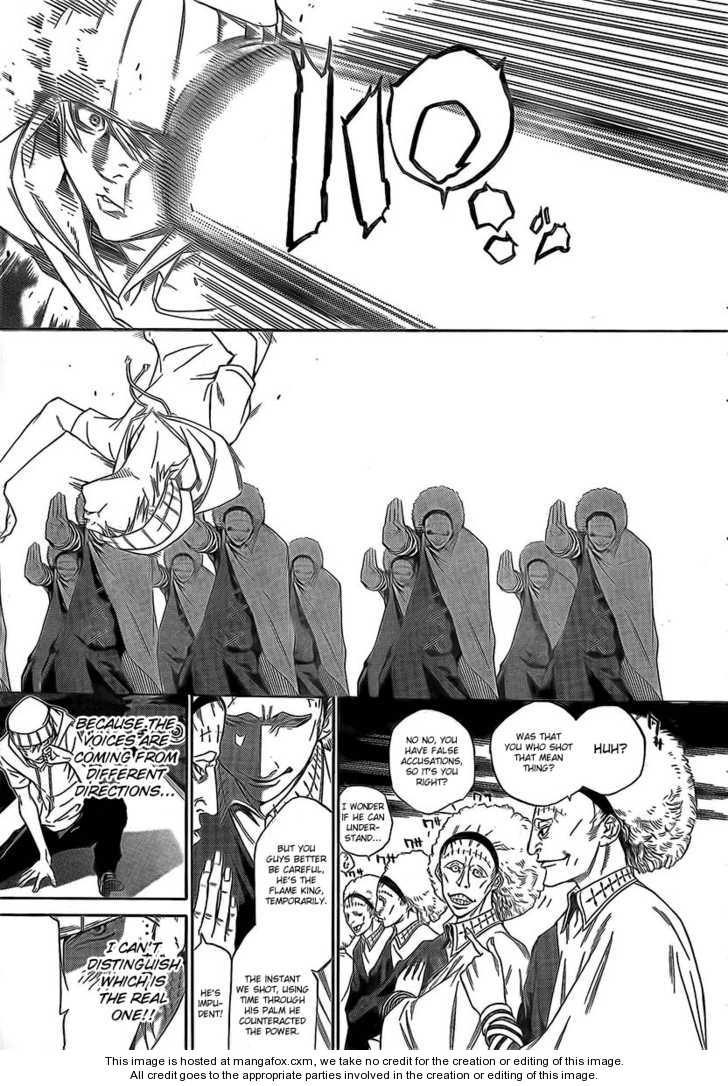 HUH?
WAS THAT
YOU WHO SHOT
THAT MEAN
THING?
NO NO, YOU
HAVE FALSE
ACCUSATIONS,
SO IT'S YOU
RIGHT?
I WONDER
IF HE CAN
UNDER-
STAND...
BUT YOU
GUYS BETTER
BE CAREFUL,
HE'S THE
FLAME KING,
TEMPORARILY.
THE INSTANT
WE SHOT, USING
TIME THROUGH
HIS PALM HE
COUNTERACTED
THE POWER.
HE'S
IMPU-
DENT!
BECAUSE THE
VOICES ARE
COMING FROM
DIFFERENT
DIRECTIONS...
I CAN'T
DISTINGUISH
WHICH IS
THE REAL
ONE!!
This image is hosted at mangafox.cxm, we take no credit for the creation or editing of this image.
All credit goes to the appropriate parties involved in the creation or editing of this image.